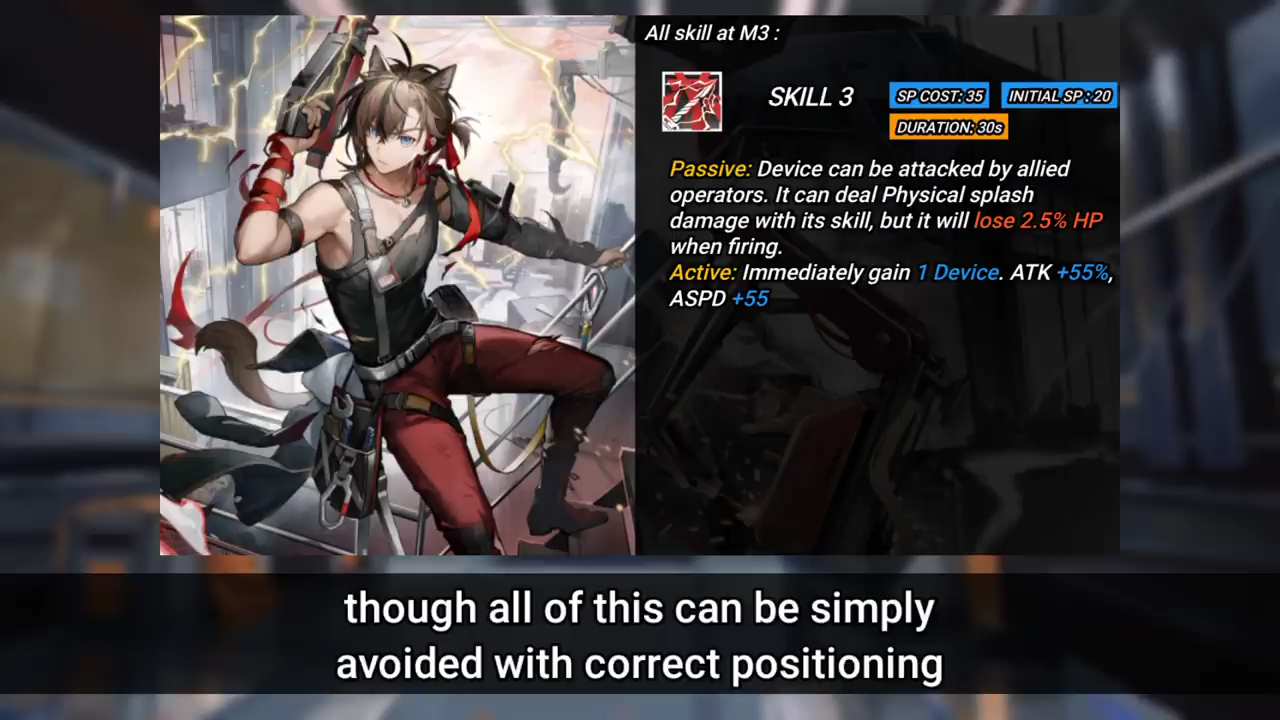 All skill at M3 :
SKILL 3
SP COST: 35
INITIAL SP : 20
DURATION: 30s
Passive: Device can be attacked by allied
operators. It can deal Physical splash
damage with its skill, but it will lose 2.5% HP
when firing.
Active: Immediately gain 1 Device. ATK +55%,
ASPD +55
though all of this can be simply
avoided with correct positioning